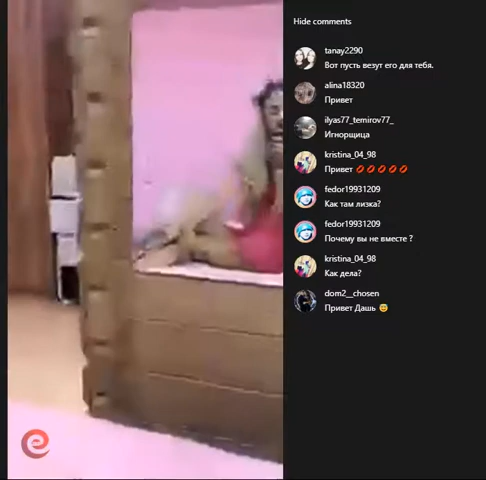 Hide comments
tanay2290
Вот пусть везут его для тебя.
alina18320
Привет
ilyas77_temirov77_
Игнорщица
kristina_04_98
Привет 💋💋💋💋💋
fedor19931209
Как там лизка?
fedor19931209
Почему вы не вместе ?
kristina_04_98
Как дела?
dom2__chosen
Привет Дашь 😇